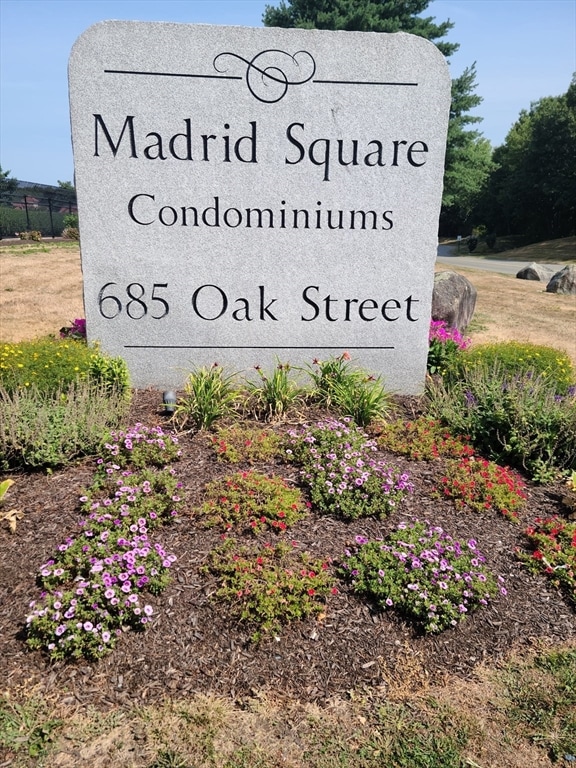 Madrid Square
Condominiums
685 Oak Street